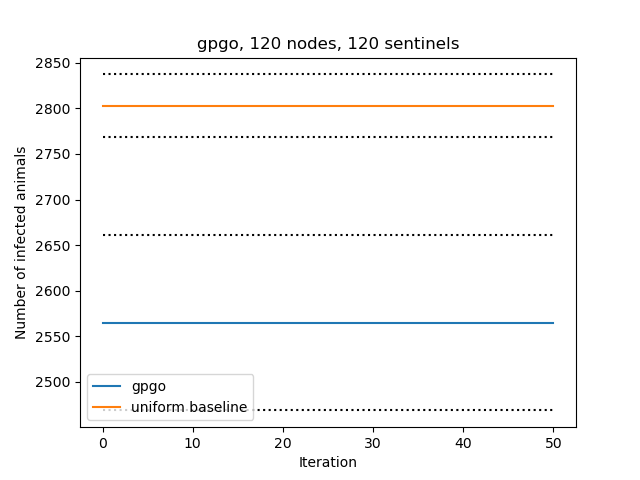 gpgo, 120 nodes, 120 sentinels
2850
2800
2750
2700
2650
2600
2550
2500
Number of infected animals
gpgo
uniform baseline
0 10 20 30 40 50
Iteration